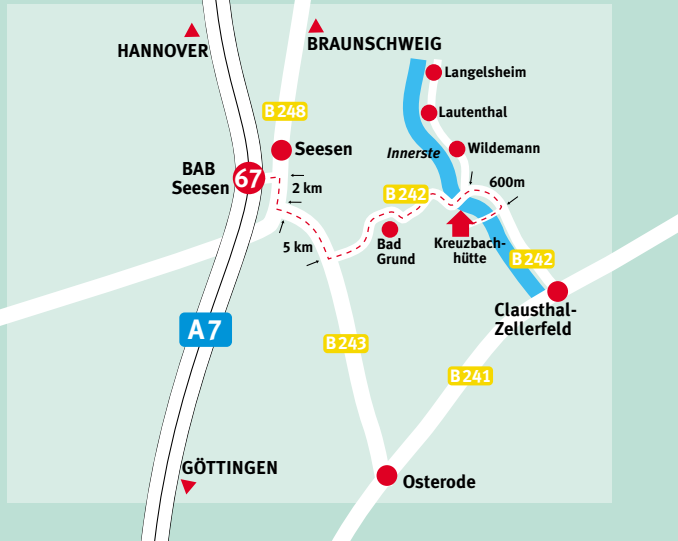 HANNOVER
BRAUNSCHWEIG
Langelsheim
B 248
Lautenthal
Seesen
Innerste
Wildemann
BAB
Seesen
67
2 km
B 242
600m
5 km
Bad
Grund
Kreuzbach-
hütte
B 242
Clausthal-
Zellerfeld
A 7
B 243
B 241
GÖTTINGEN
Osterode